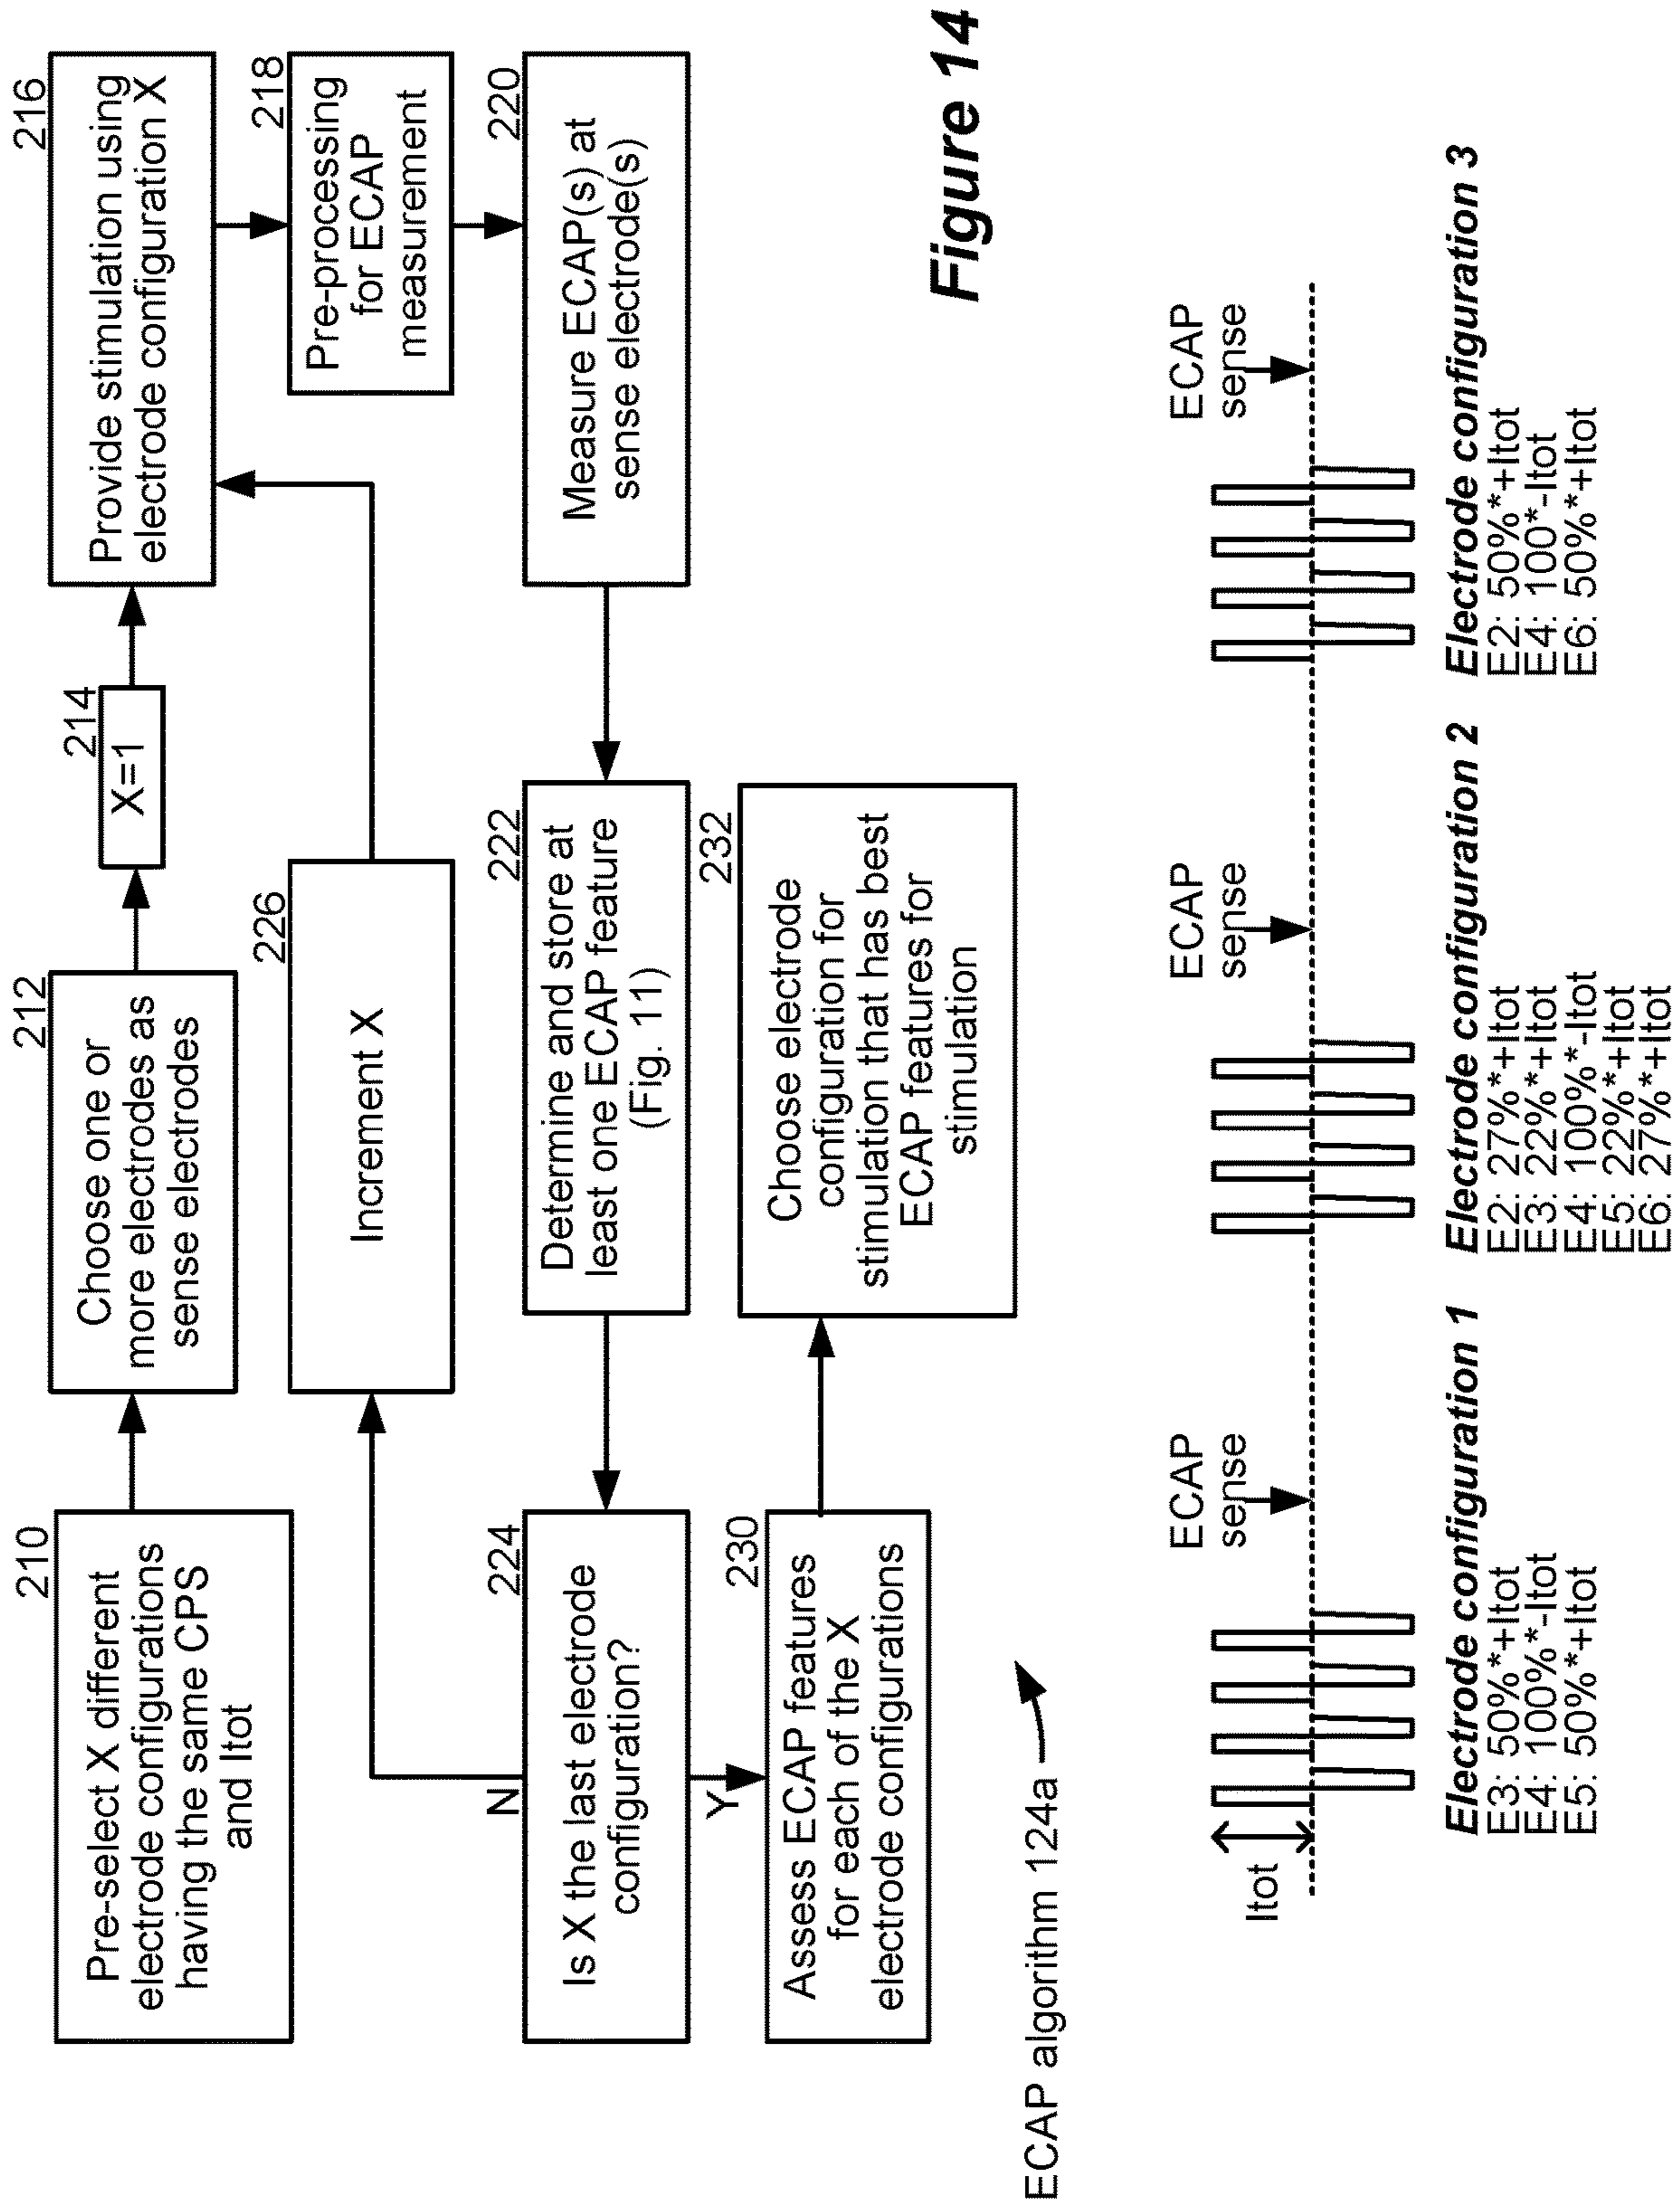 210
Pre-select X different
electrode configurations
having the same CPS
and Itot
212
Choose one or
more electrodes as
sense electrodes
214
X=1
216
Provide stimulation using
electrode configuration X
226
Increment X
218
Pre-processing
for ECAP
measurement
224
Is X the last electrode
configuration?
N
Y
222
Determine and store at
least one ECAP feature
(Fig. 11)
220
Measure ECAP(s) at
sense electrode(s)
230
Assess ECAP features
for each of the X
electrode configurations
232
Choose electrode
configuration for
stimulation that has best
ECAP features for
stimulation
ECAP algorithm 124a
Figure 14
Itot
ECAP
sense
ECAP
sense
ECAP
sense
Electrode configuration 1
E3: 50%*+Itot
E4: 100%*-Itot
E5: 50%*+Itot
Electrode configuration 2
E2: 27%*+Itot
E3: 22%*+Itot
E4: 100%*-Itot
E5: 22%*+Itot
E6: 27%*+Itot
Electrode configuration 3
E2: 50%*+Itot
E4: 100*-Itot
E6: 50%*+Itot